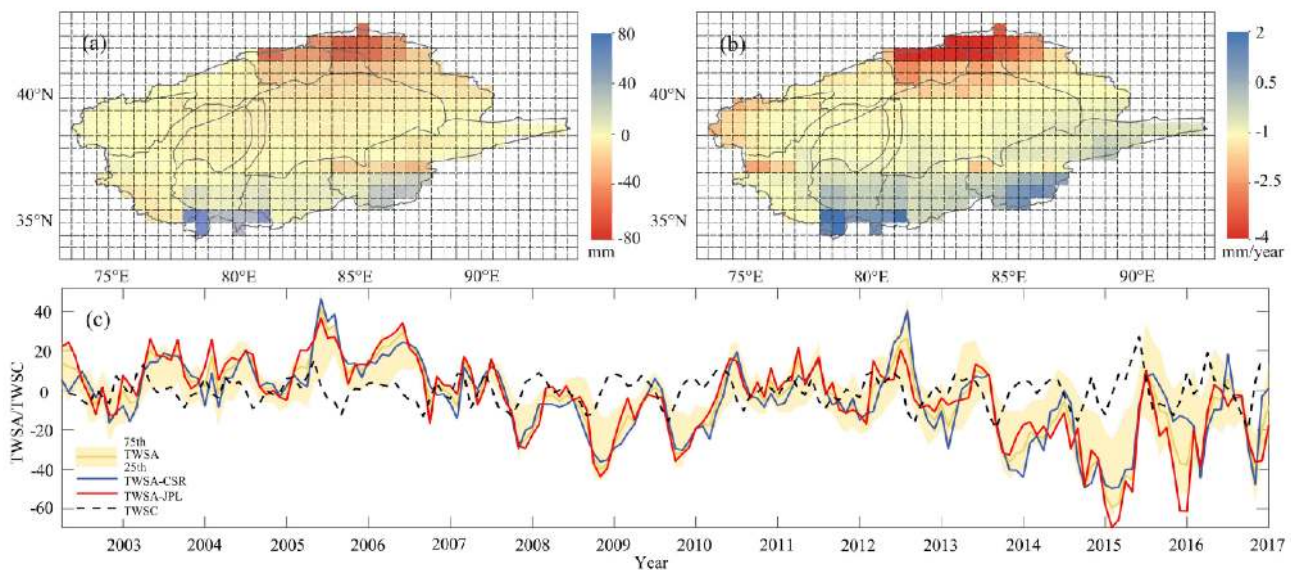 (a)
80
40
0
-40
-80
mm
40°N
35°N
75°E 80°E 85°E 90°E
(b)
2
0.5
-1
-2.5
-4
mm/year
40°N
35°N
75°E 80°E 85°E 90°E
(c)
TWSA/TWSC
40
20
0
-20
-40
-60
75th
TWSA
25th
TWSA-CSR
TWSA-JPL
TWSC
2003 2004 2005 2006 2007 2008 2009 2010 2011 2012 2013 2014 2015 2016 2017
Year